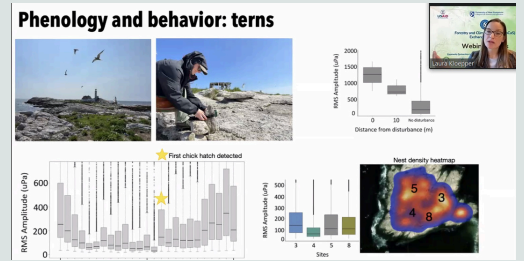 Phenology and behavior: terns
USAID
Webin
Laura Kloepper
RMS Amplitude (uPa)
2000
1500
1000
500
0
0 10 No disturbance
Distance from disturbance (m)
First chick hatch detected
RMS Amplitude (uPa)
600
400
200
0
RMS Amplitude (uPa)
500
400
300
200
100
0
3 4 5 8
Sites
Nest density heatmap
5
3
4
8